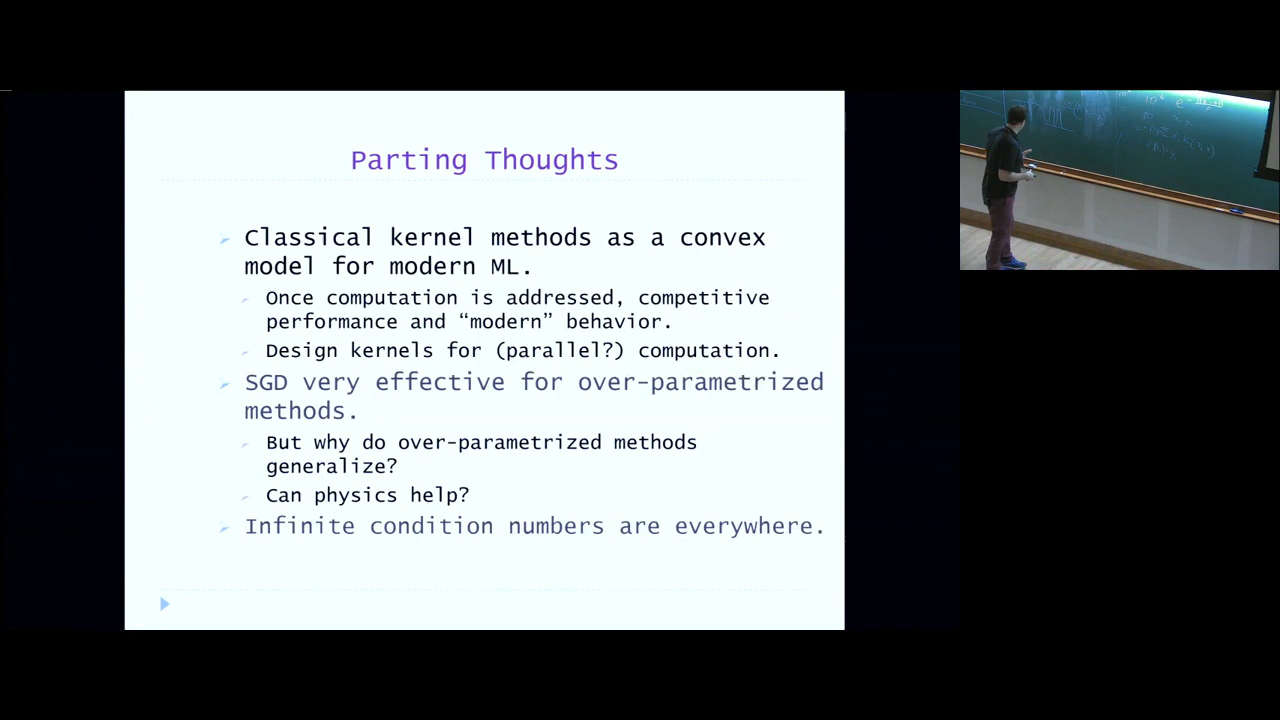 Parting Thoughts
Classical kernel methods as a convex
model for modern ML.
Once computation is addressed, competitive
performance and “modern” behavior.
Design kernels for (parallel?) computation.
SGD very effective for over-parametrized
methods.
But why do over-parametrized methods
generalize?
Can physics help?
Infinite condition numbers are everywhere.